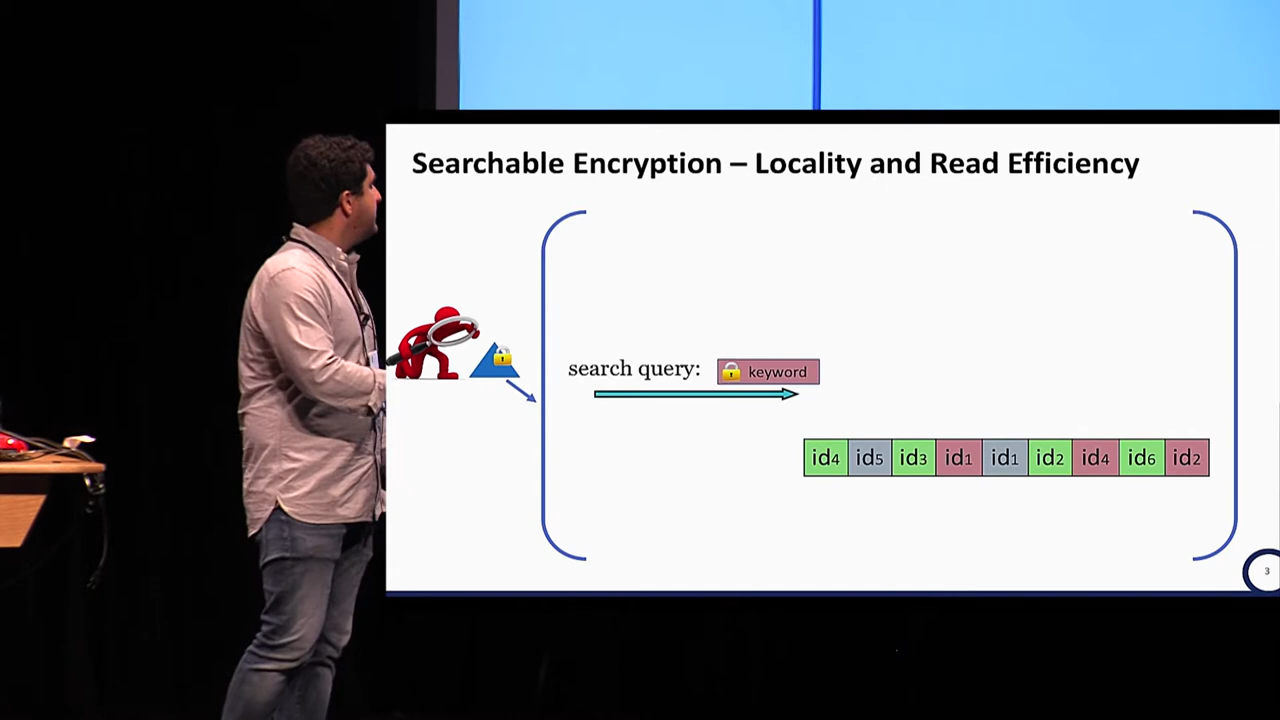 Searchable Encryption – Locality and Read Efficiency
search query:
keyword
id4 id5 id3 id1 id1 id2 id4 id6 id2
3